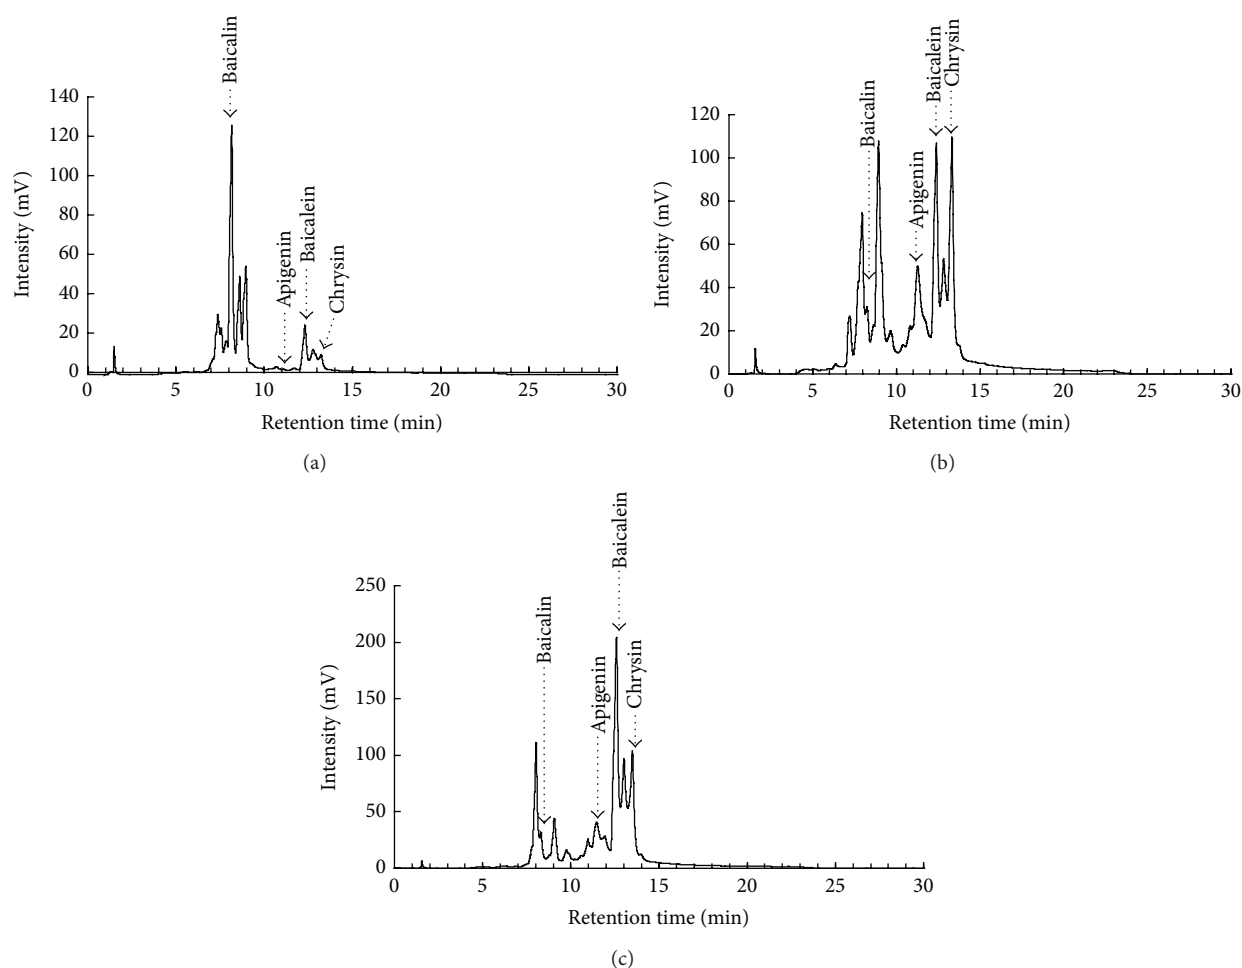 Baicalin
Apigenin
Baicalein
Chrysin
140
120
100
80
60
40
20
0
Intensity (mV)
0 5 10 15 20 25 30
Retention time (min)
(a)
Baicalin
Apigenin
Baicalein
Chrysin
120
100
80
60
40
20
0
Intensity (mV)
0 5 10 15 20 25 30
Retention time (min)
(b)
Baicalin
Apigenin
Baicalein
Chrysin
250
200
150
100
50
0
Intensity (mV)
0 5 10 15 20 25 30
Retention time (min)
(c)